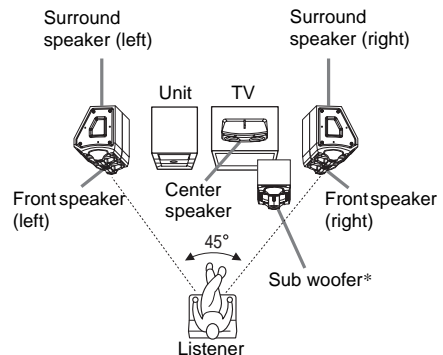 Surround
speaker (left)
Surround
speaker (right)
Unit
TV
Front speaker
(left)
Center
speaker
Front speaker
(right)
45°
Sub woofer*
Listener